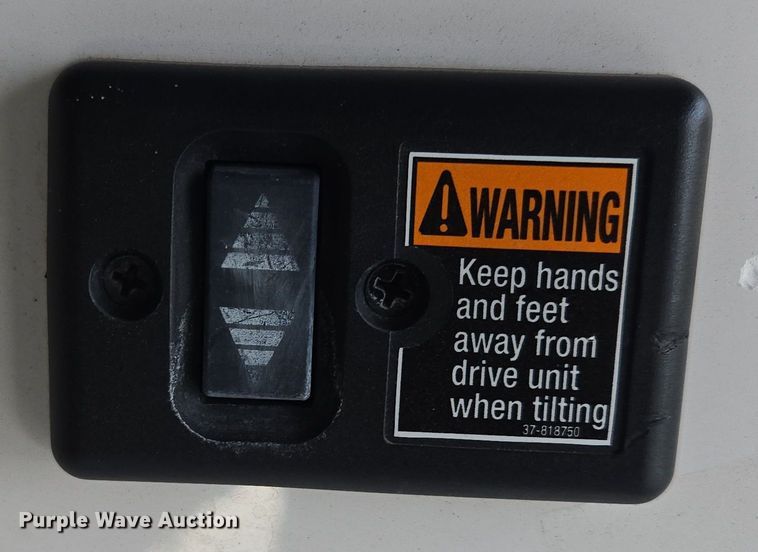 WARNING
Keep hands
and feet
away from
drive unit
when tilting
37-818750
Purple Wave Auction